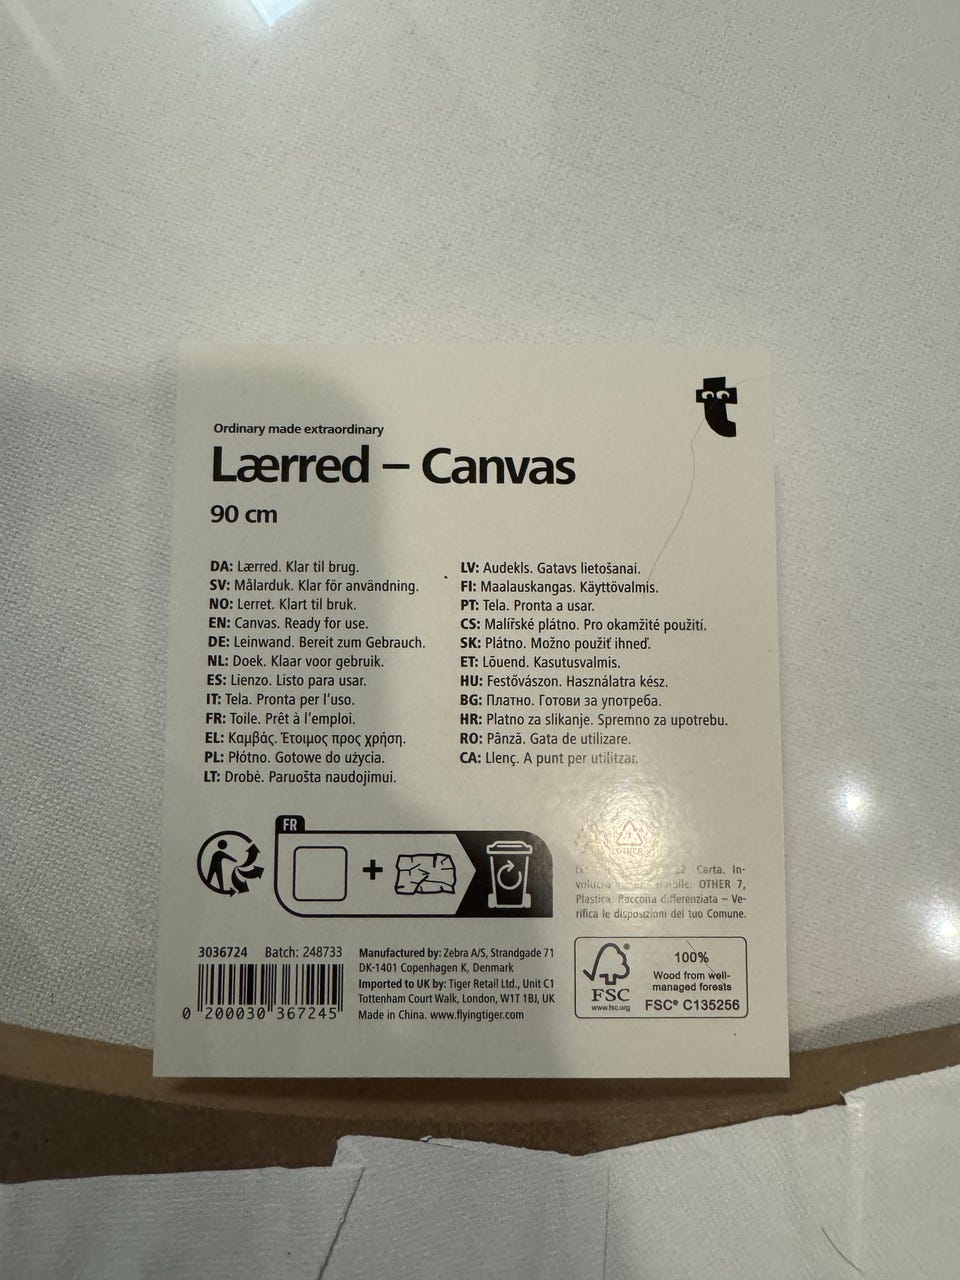 Ordinary made extraordinary
Lærred – Canvas
90 cm
DA: Lærred. Klar til brug.
SV: Målarduk. Klar för användning.
NO: Lerret. Klart til bruk.
EN: Canvas. Ready for use.
DE: Leinwand. Bereit zum Gebrauch.
NL: Doek. Klaar voor gebruik.
ES: Lienzo. Listo para usar.
IT: Tela. Pronta per l'uso.
FR: Toile. Prêt à l'emploi.
EL: Καμβάς. Έτοιμος προς χρήση.
PL: Płótno. Gotowe do użycia.
LT: Drobė. Paruošta naudojimui.
LV: Audekls. Gatavs lietošanai.
FI: Maalauskangas. Käyttövalmis.
PT: Tela. Pronta a usar.
CS: Malířské plátno. Pro okamžité použití.
SK: Plátno. Možno použiť ihneď.
ET: Lõuend. Kasutusvalmis.
HU: Festővászon. Használatra kész.
BG: Платно. Готови за употреба.
HR: Platno za slikanje. Spremno za upotrebu.
RO: Pânză. Gata de utilizare.
CA: Llenç. A punt per utilitzar.
FR
7
OTHER
Carta. In-
OTHER 7,
Plastica. Raccolta differenziata – Ve-
rifica le disposizioni del tuo Comune.
3036724 Batch: 248733
0 200030 367245
Manufactured by: Zebra A/S, Strandgade 71
DK-1401 Copenhagen K, Denmark
Imported to UK by: Tiger Retail Ltd., Unit C1
Tottenham Court Walk, London, W1T 1BJ, UK
Made in China. www.flyingtiger.com
FSC
www.fsc.org
100%
Wood from well-
managed forests
FSC® C135256